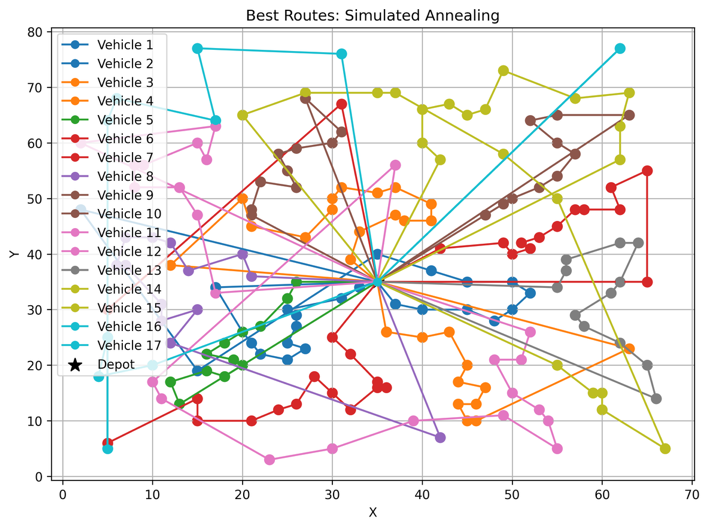 Best Routes: Simulated Annealing
80
70
60
50
40
30
20
10
0
Y
Vehicle 1
Vehicle 2
Vehicle 3
Vehicle 4
Vehicle 5
Vehicle 6
Vehicle 7
Vehicle 8
Vehicle 9
Vehicle 10
Vehicle 11
Vehicle 12
Vehicle 13
Vehicle 14
Vehicle 15
Vehicle 16
Vehicle 17
Depot
0 10 20 30 40 50 60 70
X